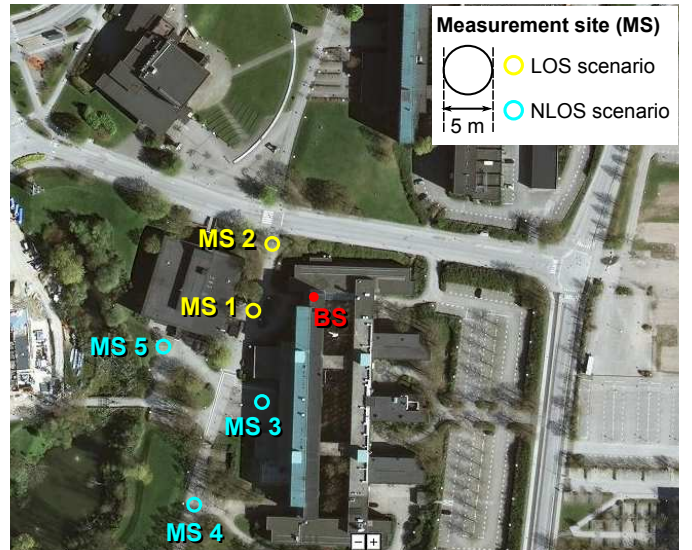 Measurement site (MS)
LOS scenario
NLOS scenario
5 m
MS 2
MS 1
BS
MS 5
MS 3
MS 4